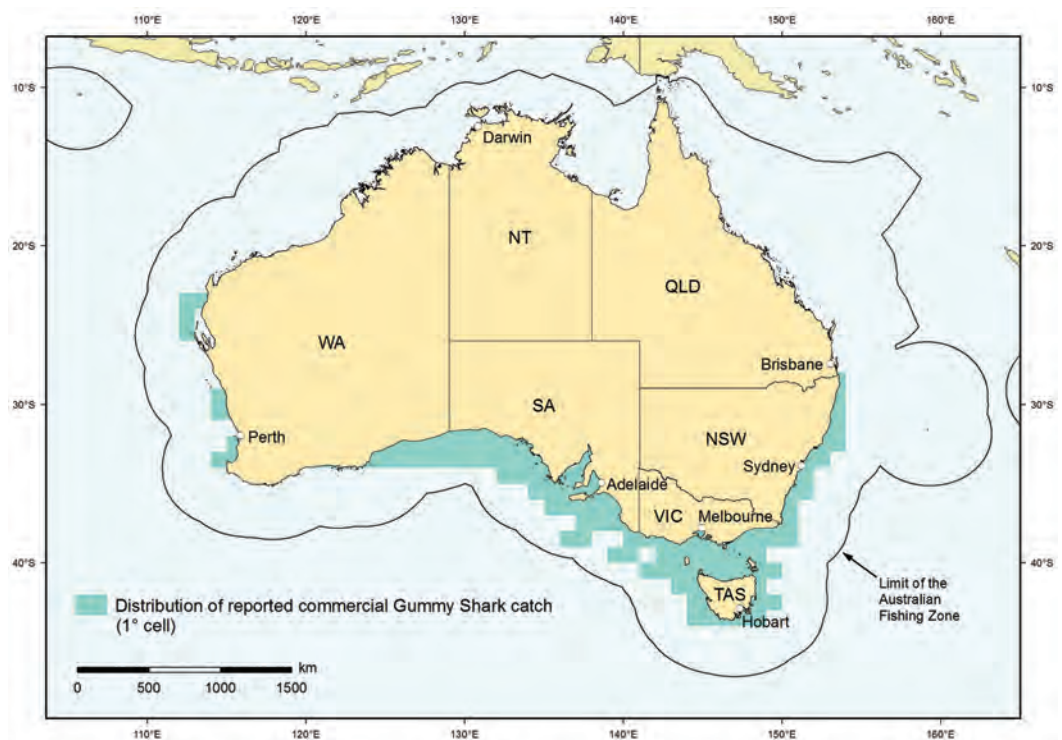 110°E 120°E 130°E 140°E 150°E 160°E
10°S 10°S
Darwin
NT
20°S 20°S
QLD
WA
Brisbane
SA
30°S 30°S
NSW
Perth
Sydney
Adelaide
VIC Melbourne
40°S 40°S
TAS
Hobart
Limit of the
Australian
Fishing Zone
Distribution of reported commercial Gummy Shark catch
(1° cell)
km
0 500 1000 1500
110°E 120°E 130°E 140°E 150°E 160°E